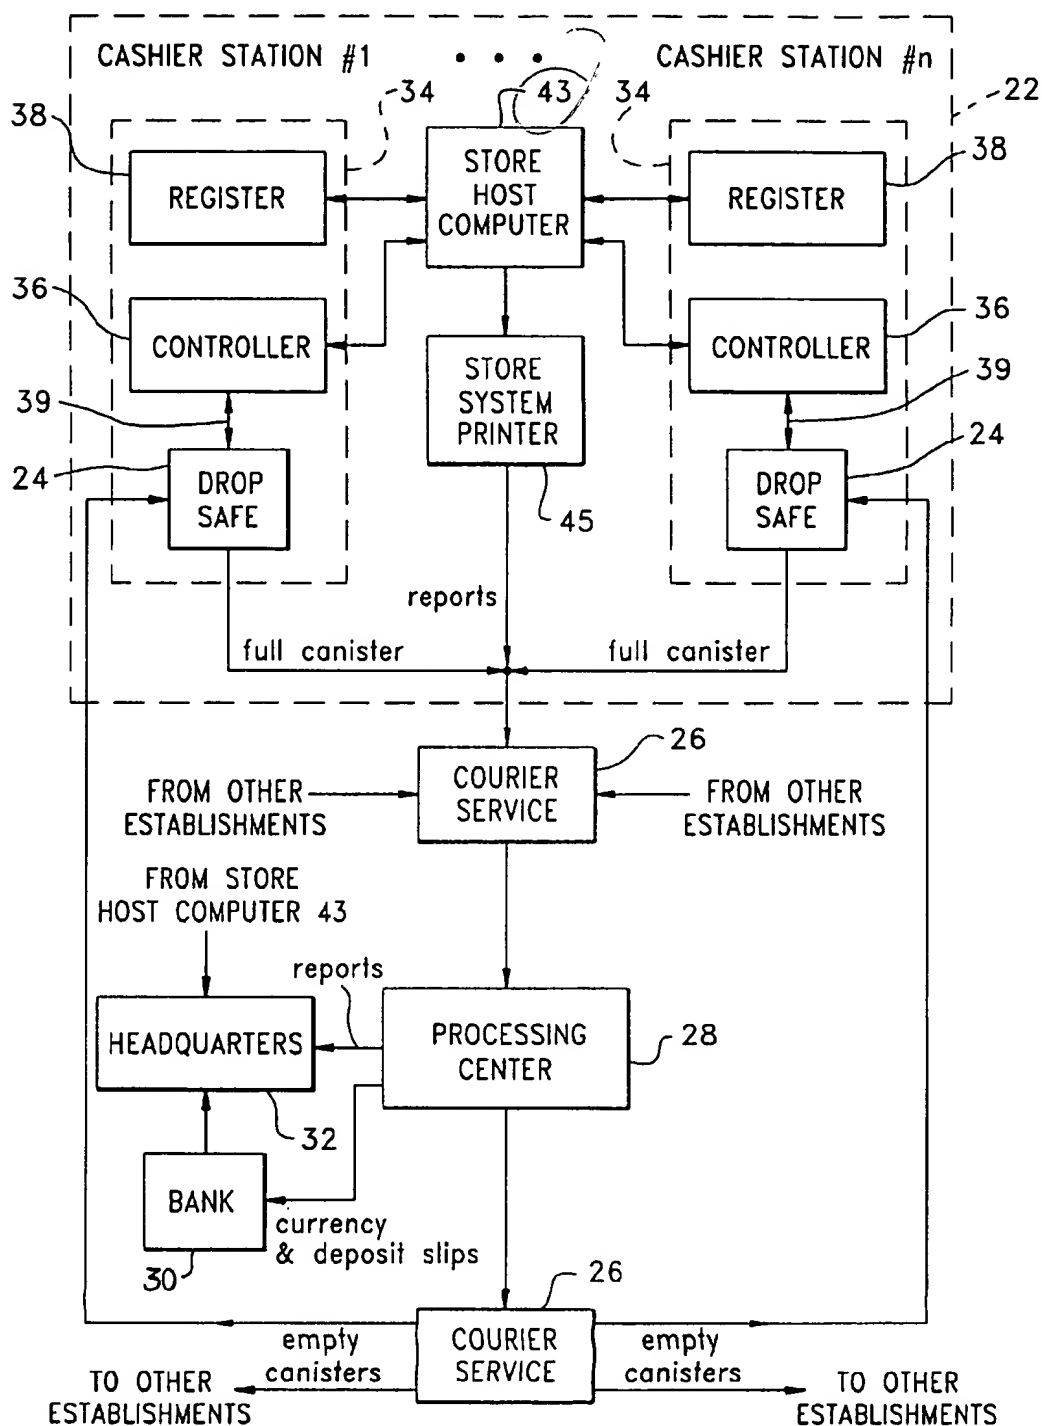 CASHIER STATION #1
• • •
CASHIER STATION #n
34
43
34
22
38
38
REGISTER
STORE
HOST
COMPUTER
REGISTER
36
36
CONTROLLER
STORE
SYSTEM
PRINTER
CONTROLLER
39
39
24
24
DROP
SAFE
DROP
SAFE
45
reports
full canister
full canister
26
COURIER
SERVICE
FROM OTHER
ESTABLISHMENTS
FROM OTHER
ESTABLISHMENTS
FROM STORE
HOST COMPUTER 43
reports
HEADQUARTERS
PROCESSING
CENTER
28
32
BANK
currency
& deposit slips
30
26
COURIER
SERVICE
empty
canisters
empty
canisters
TO OTHER
ESTABLISHMENTS
TO OTHER
ESTABLISHMENTS